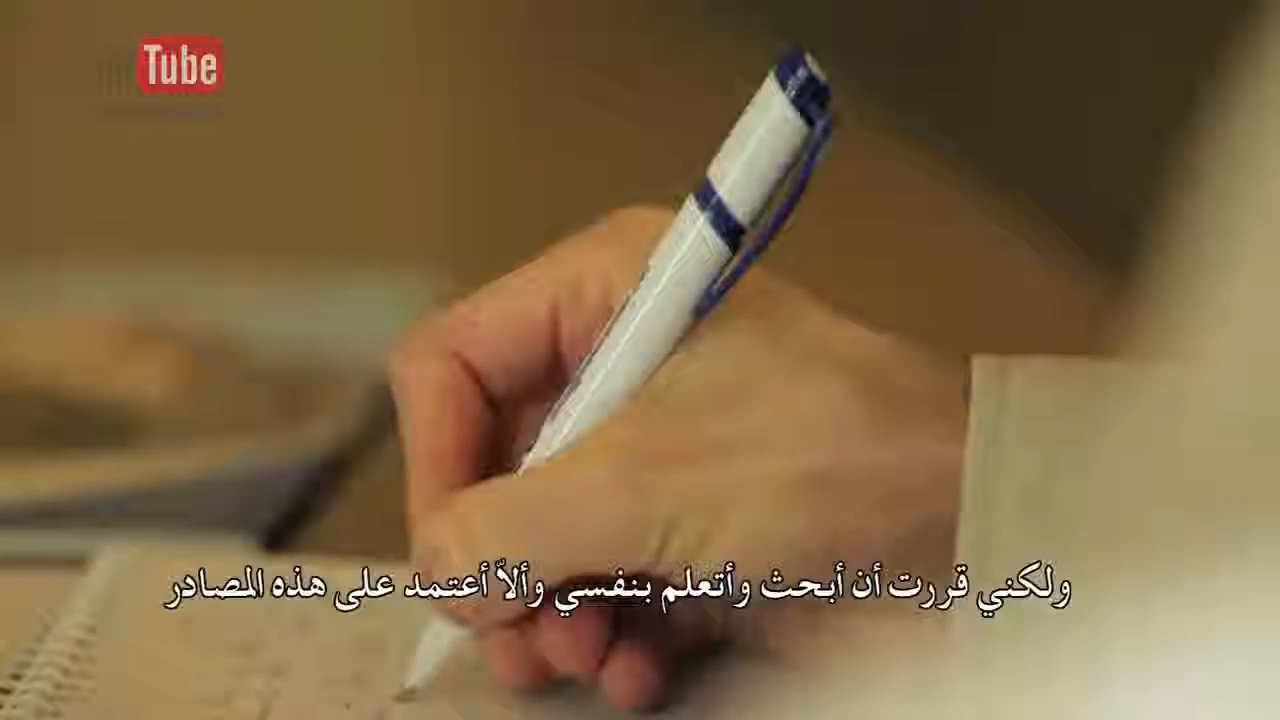 Tube
ولكني قررت أن أبحث وأتعلم بنفسي وألاّ أعتمد على هذه المصادر